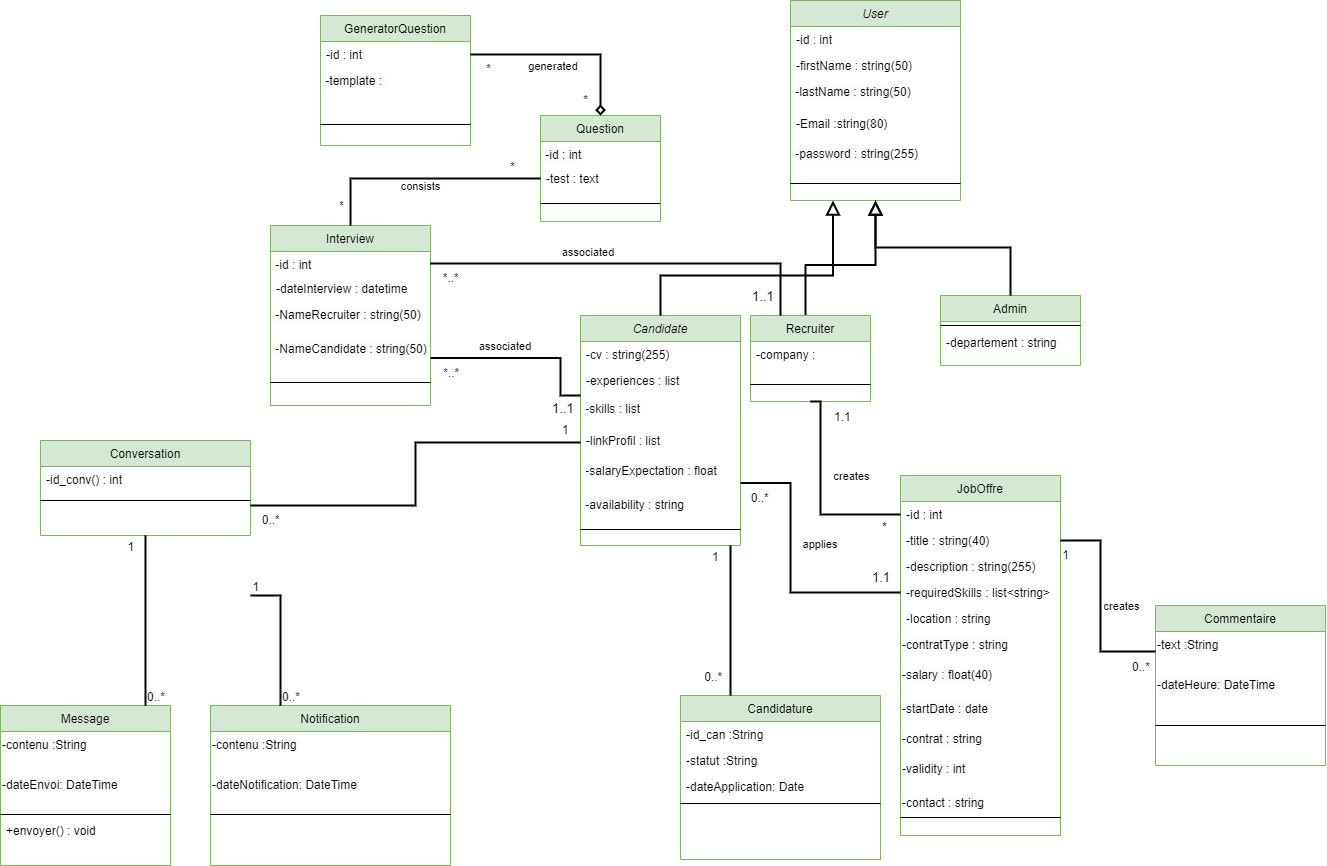 GeneratorQuestion
-id : int
-template :
*
generated
*
Question
-id : int
-test : text
*
consists
*
User
-id : int
-firstName : string(50)
-lastName : string(50)
-Email :string(80)
-password : string(255)
Interview
-id : int
-dateInterview : datetime
-NameRecruiter : string(50)
-NameCandidate : string(50)
associated
*..*
1..1
associated
*..*
1..1
1
Candidate
-cv : string(255)
-experiences : list
-skills : list
-linkProfil : list
-salaryExpectation : float
-availability : string
Recruiter
-company :
Admin
-departement : string
1.1
creates
*
Conversation
-id_conv() : int
0..*
0..*
applies
1.1
JobOffre
-id : int
-title : string(40)
-description : string(255)
-requiredSkills : list<string>
-location : string
-contratType : string
-salary : float(40)
-startDate : date
-contrat : string
-validity : int
-contact : string
1
creates
0..*
Commentaire
-text :String
-dateHeure: DateTime
1
0..*
1
0..*
1
0..*
Message
-contenu :String
-dateEnvoi: DateTime
+envoyer() : void
Notification
-contenu :String
-dateNotification: DateTime
Candidature
-id_can :String
-statut :String
-dateApplication: Date